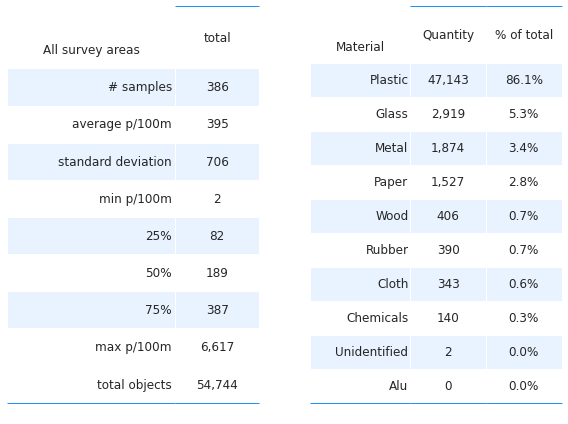 All survey areas total
# samples 386
average p/100m 395
standard deviation 706
min p/100m 2
25% 82
50% 189
75% 387
max p/100m 6,617
total objects 54,744
Material Quantity % of total
Plastic 47,143 86.1%
Glass 2,919 5.3%
Metal 1,874 3.4%
Paper 1,527 2.8%
Wood 406 0.7%
Rubber 390 0.7%
Cloth 343 0.6%
Chemicals 140 0.3%
Unidentified 2 0.0%
Alu 0 0.0%